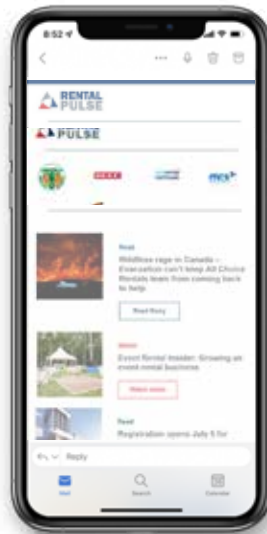 8:52
RENTAL
PULSE
PULSE
mcs
Read
Wildfires rage in Canada –
Evacuation can't keep All Choice
Rentals team from coming back
to help
Read Story
Event Rental Insider: Growing an
event rental business
Read
Registration opens July 5 for
Reply
Mail
Search
Calendar